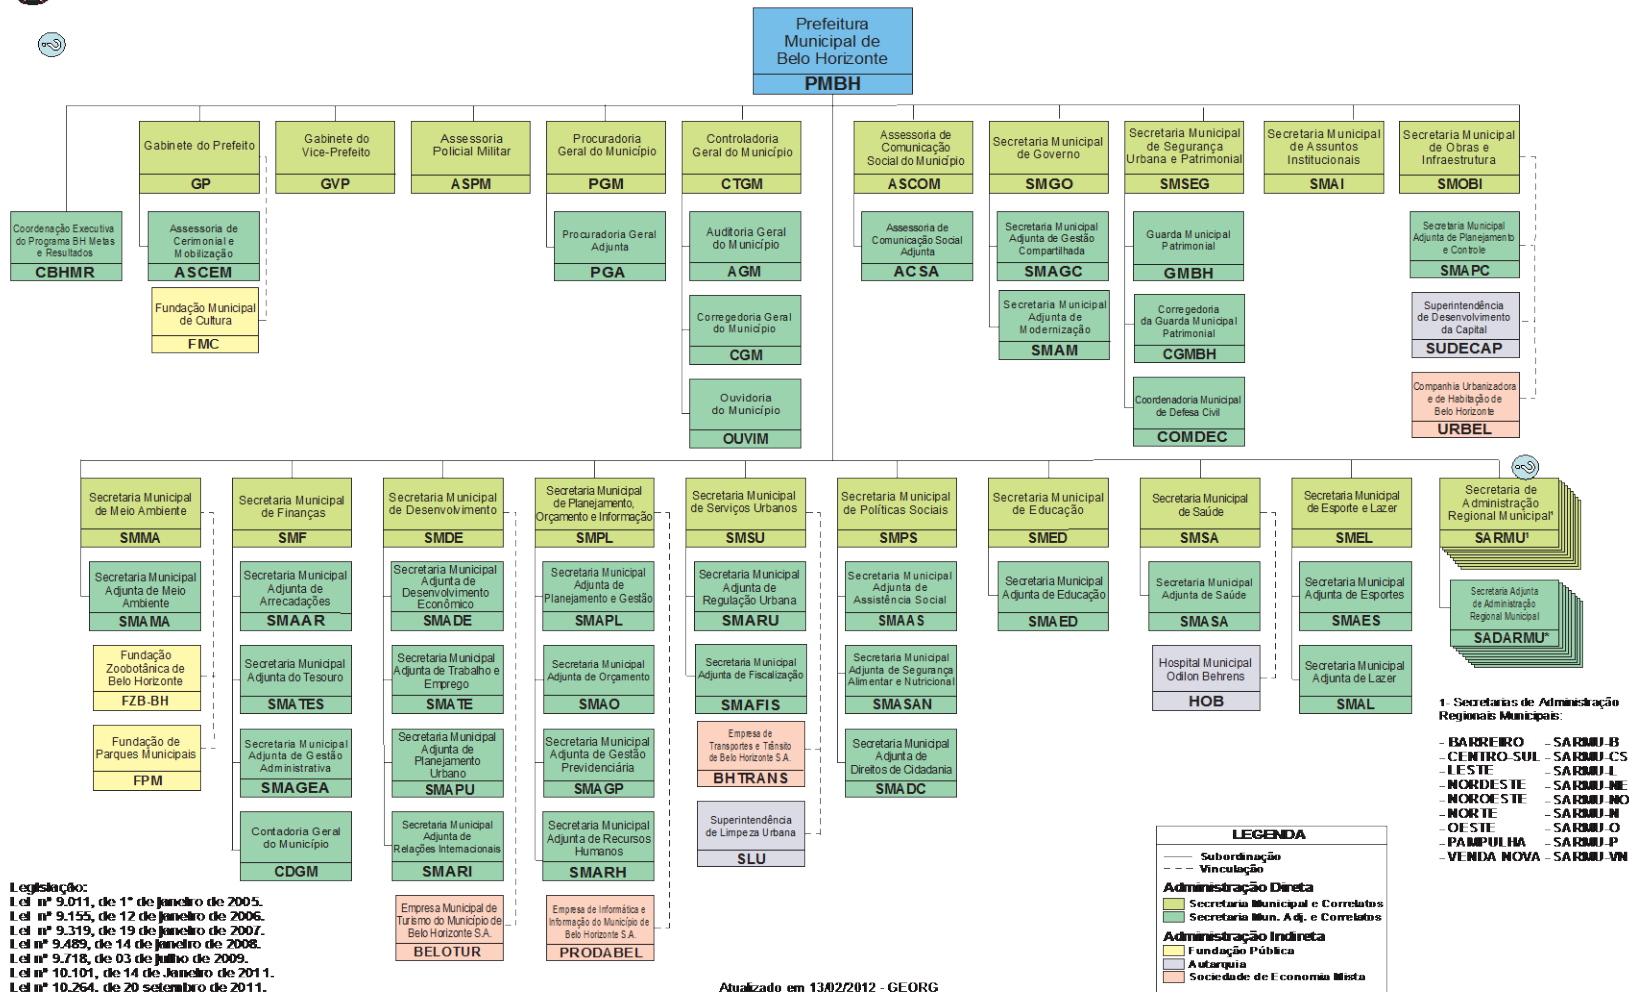 Prefeitura
Municipal de
Belo Horizonte
PMBH
Gabinete do Prefeito
GP
Gabinete do
Vice-Prefeito
GVP
Assessoria
Policial Militar
ASPM
Procuradoria
Geral do Município
PGM
Controladoria
Geral do Município
CTGM
Assessoria de
Comunicação
Social do Município
ASCOM
Secretaria Municipal
de Governo
SMGO
Secretaria Municipal
de Segurança
Urbana e Patrimonial
SMSEG
Secretaria Municipal
de Assuntos
Institucionais
SMAI
Secretaria Municipal
de Obras e
Infraestrutura
SMOBI
Coordenação Executiva
do Programa BH Metas
e Resultados
CBHMR
Assessoria de
Cerimonial e
Mobilização
ASCEM
Fundação Municipal
de Cultura
FMC
Procuradoria Geral
Adjunta
PGA
Auditoria Geral
do Município
AGM
Corregedoria Geral
do Município
CGM
Ouvidoria
do Município
OUVIM
Assessoria de
Comunicação Social
Adjunta
ACSA
Secretaria Municipal
Adjunta de Gestão
Compartilhada
SMAGC
Secretaria Municipal
Adjunta de
Modernização
SMAM
Guarda Municipal
Patrimonial
GMBH
Corregedoria
da Guarda Municipal
Patrimonial
CGMBH
Coordenadoria Municipal
de Defesa Civil
COMDEC
Secretaria Municipal
Adjunta de Planejamento
e Controle
SMAPC
Superintendência
de Desenvolvimento
da Capital
SUDECAP
Companhia Urbanizadora
e de Habitação de
Belo Horizonte
URBEL
Secretaria Municipal
de Meio Ambiente
SMMA
Secretaria Municipal
Adjunta de Meio
Ambiente
SMAMA
Fundação
Zoobotânica de
Belo Horizonte
FZB-BH
Fundação de
Parques Municipais
FPM
Secretaria Municipal
de Finanças
SMF
Secretaria Municipal
Adjunta de
Arrecadações
SMAAR
Secretaria Municipal
Adjunta do Tesouro
SMATES
Secretaria Municipal
Adjunta de Gestão
Administrativa
SMAGEA
Contadoria Geral
do Município
CDGM
Secretaria Municipal
de Desenvolvimento
SMDE
Secretaria Municipal
Adjunta de
Desenvolvimento
Econômico
SMADE
Secretaria Municipal
Adjunta de Trabalho e
Emprego
SMATE
Secretaria Municipal
Adjunta de
Planejamento
Urbano
SMAPU
Secretaria Municipal
Adjunta de
Relações Internacionais
SMARI
Empresa Municipal de
Turismo do Município de
Belo Horizonte S.A.
BELOTUR
Secretaria Municipal
de Planejamento,
Orçamento e Informação
SMPL
Secretaria Municipal
Adjunta de
Planejamento e Gestão
SMAPL
Secretaria Municipal
Adjunta de Orçamento
SMAO
Secretaria Municipal
Adjunta de Gestão
Previdenciária
SMAGP
Secretaria Municipal
Adjunta de Recursos
Humanos
SMARH
Empresa de Informática e
Informação do Município de
Belo Horizonte S.A.
PRODABEL
Secretaria Municipal
de Serviços Urbanos
SMSU
Secretaria Municipal
Adjunta de
Regulação Urbana
SMARU
Secretaria Municipal
Adjunta de Fiscalização
SMAFIS
Empresa de
Transportes e Trânsito
de Belo Horizonte S.A.
BHTRANS
Superintendência
de Limpeza Urbana
SLU
Secretaria Municipal
de Políticas Sociais
SMPS
Secretaria Municipal
Adjunta de
Assistência Social
SMAAS
Secretaria Municipal
Adjunta de Segurança
Alimentar e Nutricional
SMASAN
Secretaria Municipal
Adjunta de
Direitos de Cidadania
SMADC
Secretaria Municipal
de Educação
SMED
Secretaria Municipal
Adjunta de Educação
SMAED
Secretaria Municipal
de Saúde
SMSA
Secretaria Municipal
Adjunta de Saúde
SMASA
Hospital Municipal
Odilon Behrens
HOB
Secretaria Municipal
de Esporte e Lazer
SMEL
Secretaria Municipal
Adjunta de Esportes
SMAES
Secretaria Municipal
Adjunta de Lazer
SMAL
Secretaria de
Administração
Regional Municipal*
SARMU¹
Secretaria Adjunta
de Administração
Regional Municipal
SADARMU*
1- Secretarias de Administração
Regionais Municipais:
- BARREIRO - SARMU-B
- CENTRO-SUL - SARMU-CS
- LESTE - SARMU-L
- NORDESTE - SARMU-NE
- NOROESTE - SARMU-NO
- NORTE - SARMU-N
- OESTE - SARMU-O
- PAMPULHA - SARMU-P
- VENDA NOVA - SARMU-VN
LEGENDA
Subordinação
Vinculação
Administração Direta
Secretaria Municipal e Correlatos
Secretaria Mun. Adj. e Correlatos
Administração Indireta
Fundação Pública
Autarquia
Sociedade de Economia Mista
Legislação:
Lei nº 9.011, de 1º de janeiro de 2005.
Lei nº 9.155, de 12 de janeiro de 2006.
Lei nº 9.319, de 19 de janeiro de 2007.
Lei nº 9.489, de 14 de janeiro de 2008.
Lei nº 9.718, de 03 de julho de 2009.
Lei nº 10.101, de 14 de Janeiro de 2011.
Lei nº 10.264, de 20 setembro de 2011.
Atualizado em 13/02/2012 - GEORG